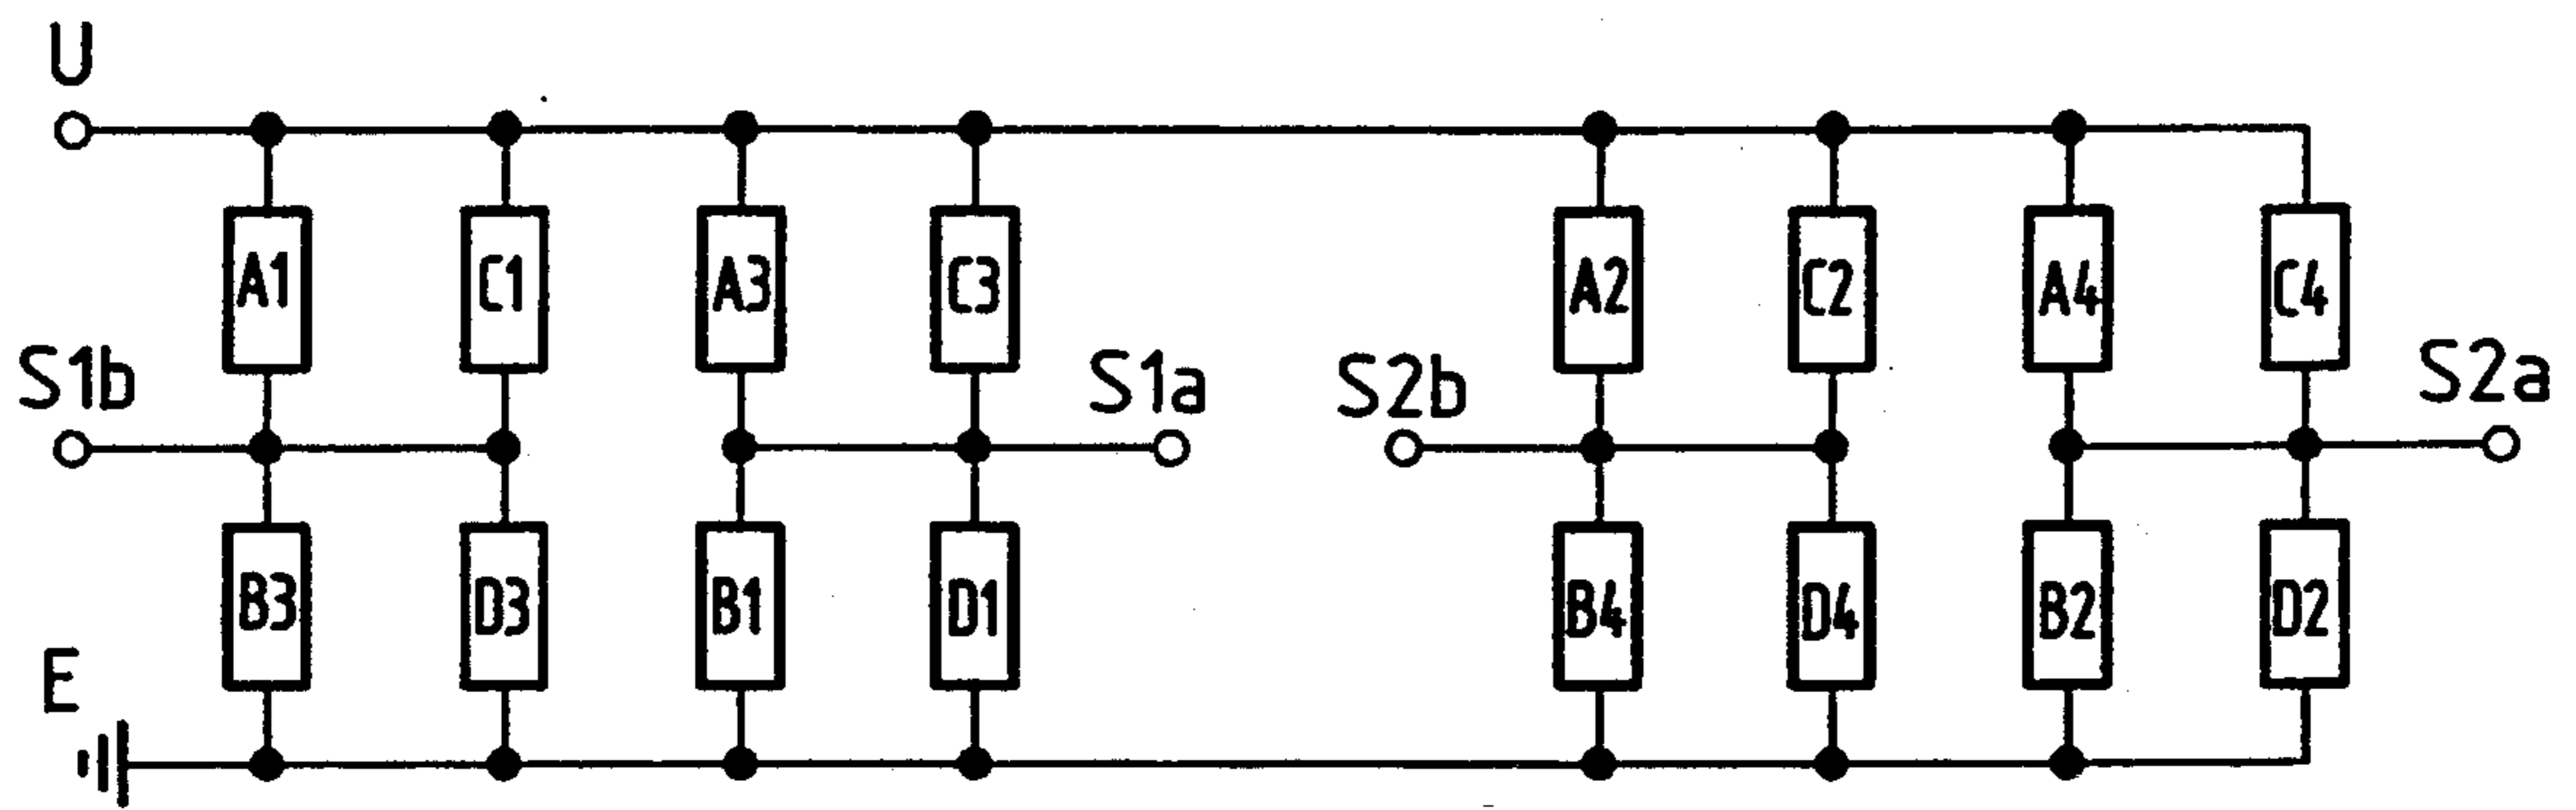 U
A1 C1 A3 C3 A2 C2 A4 C4
S1b S1a S2b S2a
B3 D3 B1 D1 B4 D4 B2 D2
E